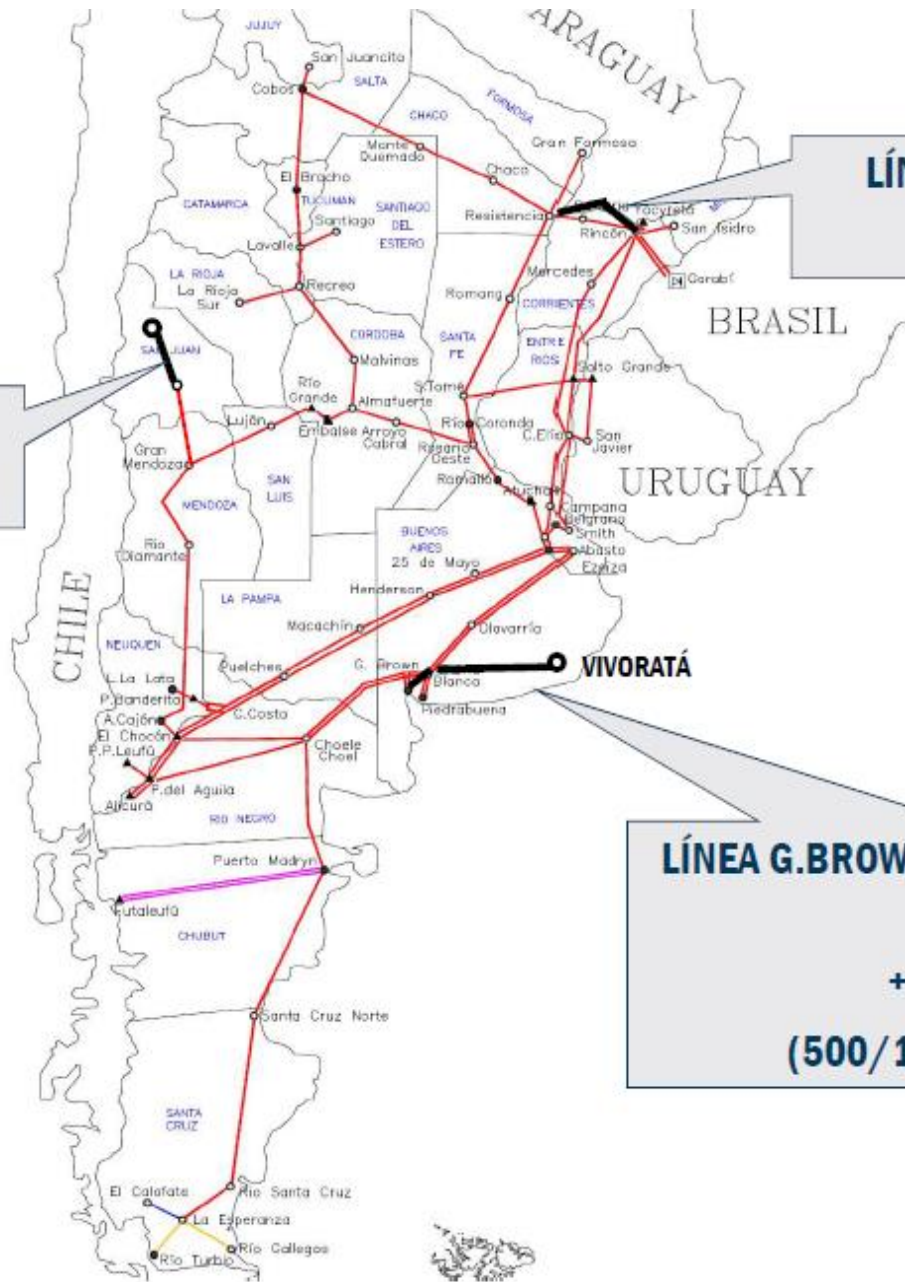 JUJUY
ARAGUAY
San Juancito
SALTA
Cobos
FORMOSA
CHACO
Gran Formosa
Monte
Quemado
Chaco
LÍN
El Bracho
TUCUMAN
CATAMARCA
SANTIAGO
DEL
ESTERO
Santiago
Resistencia
Yacyretá
Rincón
San Isidro
Lavalle
LA RIOJA
La Rioja
Sur
Recreo
Mercedes
Garabí
Romang
CORRIENTES
BRASIL
SAN JUAN
CORDOBA
SANTA
FE
ENTRE
RIOS
Malvinas
Salto Grande
Río
Grande
S.Tomé
Almafuerte
Luján
Embalse
Arroyo
Cabral
Río Coronda
Rosario
Oeste
C.Elía
San
Javier
Gran
Mendoza
SAN
LUIS
Ramallo
Atucha
URUGUAY
MENDOZA
Campana
Belgrano
Smith
BUENOS
AIRES
Río
Diamante
25 de Mayo
Abasto
Ezeiza
CHILE
LA PAMPA
Henderson
Macachín
Olavarría
NEUQUEN
Puelches
G. Brown
Blanca
VIVORATÁ
L.La Lata
P.Banderita
Piedrabuena
C.Costa
A.Cajón
El Chocón
P.P.Leufú
Choele
Choel
P.del Aguila
Alicurá
RIO NEGRO
LÍNEA G.BROW
Puerto Madryn
Futaleufú
CHUBUT
+
(500/1
Santa Cruz Norte
SANTA
CRUZ
El Calafate
Rio Santa Cruz
La Esperanza
Río Gallegos
Río Turbio